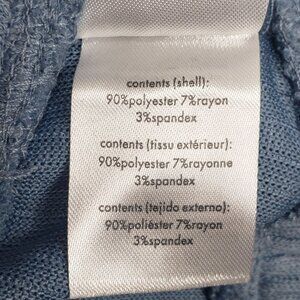 contents (shell):
90%polyester 7%rayon
3%spandex
contents (tissu extérieur):
90%polyester 7%rayonne
3%spandex
contents (tejido externo):
90%poliéster 7%rayon
3%spandex